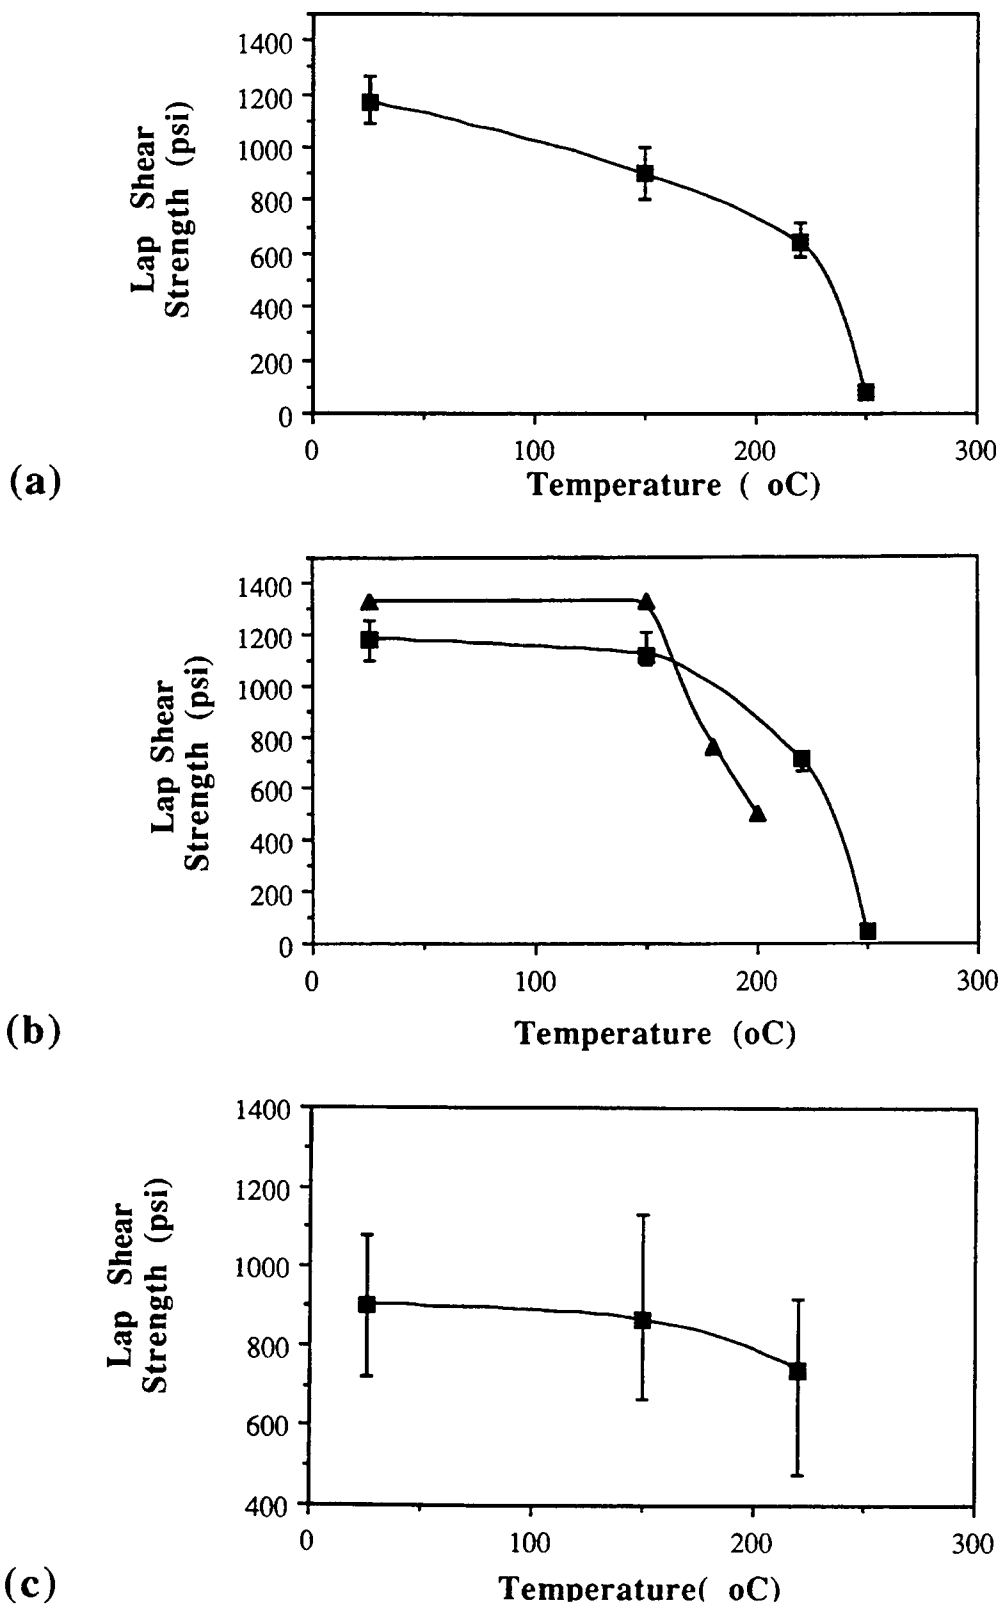 1400
1200
1000
800
600
400
200
0
Lap Shear
Strength (psi)
0 100 200 300
Temperature ( oC)
(a)
1400
1200
1000
800
600
400
200
0
Lap Shear
Strength (psi)
0 100 200 300
Temperature (oC)
(b)
1400
1200
1000
800
600
400
Lap Shear
Strength (psi)
0 100 200 300
Temperature( oC)
(c)